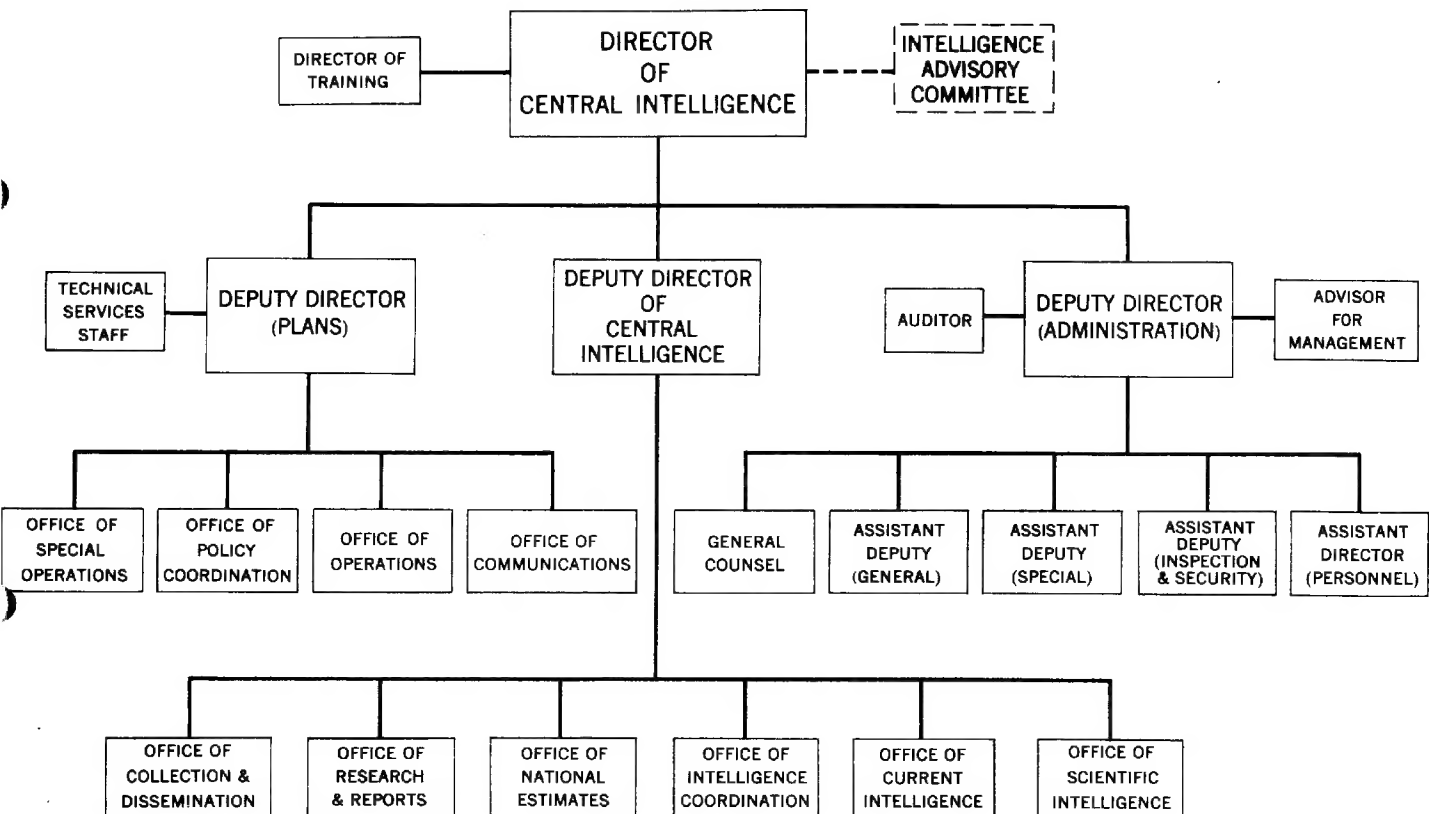 DIRECTOR OF
TRAINING
DIRECTOR
OF
CENTRAL INTELLIGENCE
INTELLIGENCE
ADVISORY
COMMITTEE
TECHNICAL
SERVICES
STAFF
DEPUTY DIRECTOR
(PLANS)
DEPUTY DIRECTOR
OF
CENTRAL
INTELLIGENCE
AUDITOR
DEPUTY DIRECTOR
(ADMINISTRATION)
ADVISOR
FOR
MANAGEMENT
OFFICE OF
SPECIAL
OPERATIONS
OFFICE OF
POLICY
COORDINATION
OFFICE OF
OPERATIONS
OFFICE OF
COMMUNICATIONS
GENERAL
COUNSEL
ASSISTANT
DEPUTY
(GENERAL)
ASSISTANT
DEPUTY
(SPECIAL)
ASSISTANT
DEPUTY
(INSPECTION
& SECURITY)
ASSISTANT
DIRECTOR
(PERSONNEL)
OFFICE OF
COLLECTION &
DISSEMINATION
OFFICE OF
RESEARCH
& REPORTS
OFFICE OF
NATIONAL
ESTIMATES
OFFICE OF
INTELLIGENCE
COORDINATION
OFFICE OF
CURRENT
INTELLIGENCE
OFFICE OF
SCIENTIFIC
INTELLIGENCE